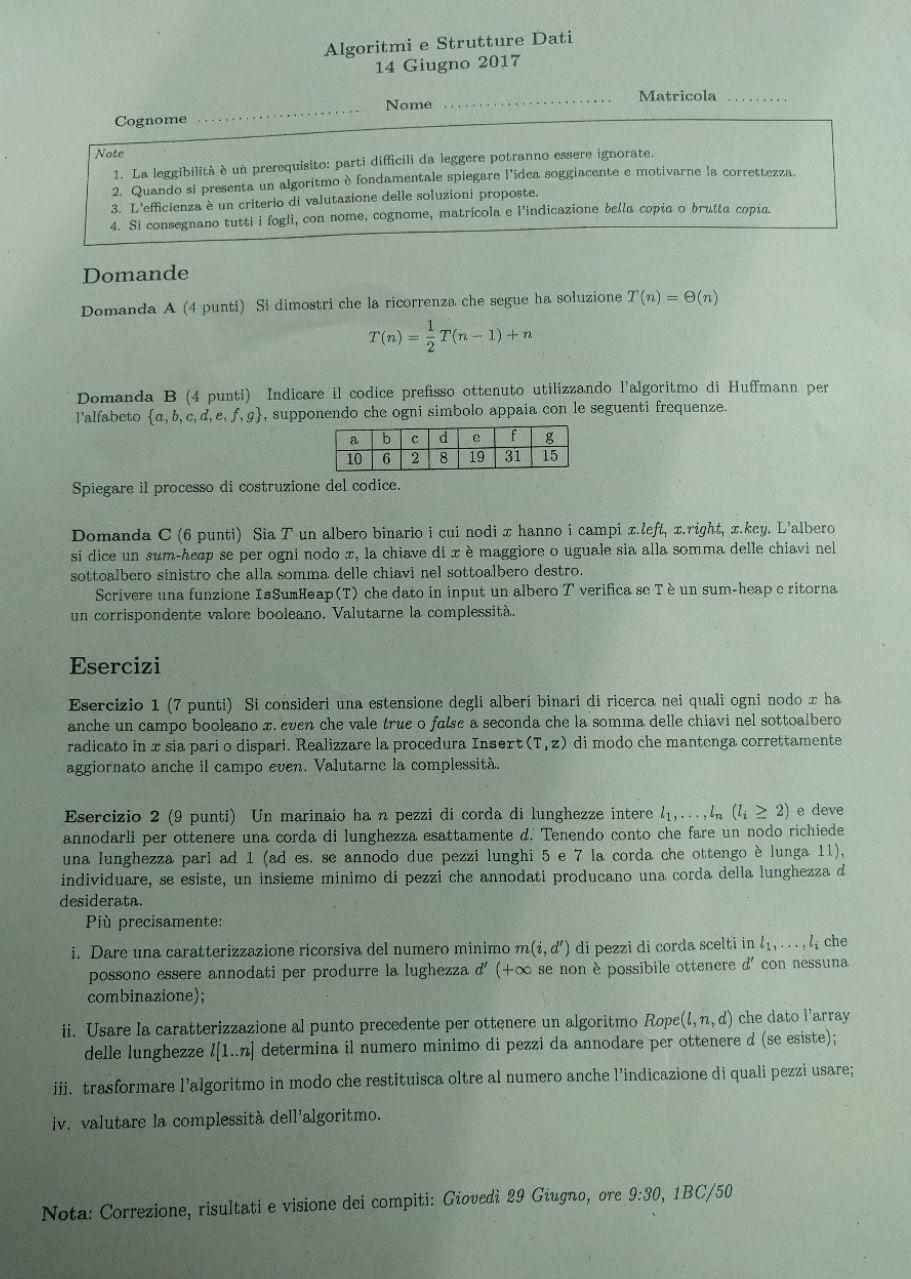 Algoritmi e Strutture Dati
14 Giugno 2017
Cognome ........................ Nome ........................ Matricola .........
Note
1. La leggibilità è un prerequisito: parti difficili da leggere potranno essere ignorate.
2. Quando si presenta un algoritmo è fondamentale spiegare l'idea soggiacente e motivarne la correttezza.
3. L'efficienza è un criterio di valutazione delle soluzioni proposte.
4. Si consegnano tutti i fogli, con nome, cognome, matricola e l'indicazione bella copia o brutta copia.
Domande
Domanda A (4 punti) Si dimostri che la ricorrenza che segue ha soluzione T(n) = Θ(n)
T(n) = 1/2 T(n − 1) + n
Domanda B (4 punti) Indicare il codice prefisso ottenuto utilizzando l'algoritmo di Huffmann per
l'alfabeto {a, b, c, d, e, f, g}, supponendo che ogni simbolo appaia con le seguenti frequenze.
a b c d e f g
10 6 2 8 19 31 15
Spiegare il processo di costruzione del codice.
Domanda C (6 punti) Sia T un albero binario i cui nodi x hanno i campi x.left, x.right, x.key. L'albero
si dice un sum-heap se per ogni nodo x, la chiave di x è maggiore o uguale sia alla somma delle chiavi nel
sottoalbero sinistro che alla somma delle chiavi nel sottoalbero destro.
Scrivere una funzione IsSumHeap(T) che dato in input un albero T verifica se T è un sum-heap e ritorna
un corrispondente valore booleano. Valutarne la complessità.
Esercizi
Esercizio 1 (7 punti) Si consideri una estensione degli alberi binari di ricerca nei quali ogni nodo x ha
anche un campo booleano x.even che vale true o false a seconda che la somma delle chiavi nel sottoalbero
radicato in x sia pari o dispari. Realizzare la procedura Insert(T,z) di modo che mantenga correttamente
aggiornato anche il campo even. Valutarne la complessità.
Esercizio 2 (9 punti) Un marinaio ha n pezzi di corda di lunghezze intere l₁, . . . , lₙ (lᵢ ≥ 2) e deve
annodarli per ottenere una corda di lunghezza esattamente d. Tenendo conto che fare un nodo richiede
una lunghezza pari ad 1 (ad es. se annodo due pezzi lunghi 5 e 7 la corda che ottengo è lunga 11),
individuare, se esiste, un insieme minimo di pezzi che annodati producano una corda della lunghezza d
desiderata.
Più precisamente:
i. Dare una caratterizzazione ricorsiva del numero minimo m(i, d′) di pezzi di corda scelti in l₁, . . . , lᵢ che
possono essere annodati per produrre la lughezza d′ (+∞ se non è possibile ottenere d′ con nessuna
combinazione);
ii. Usare la caratterizzazione al punto precedente per ottenere un algoritmo Rope(l, n, d) che dato l'array
delle lunghezze l[1..n] determina il numero minimo di pezzi da annodare per ottenere d (se esiste);
iii. trasformare l'algoritmo in modo che restituisca oltre al numero anche l'indicazione di quali pezzi usare;
iv. valutare la complessità dell'algoritmo.
Nota: Correzione, risultati e visione dei compiti: Giovedì 29 Giugno, ore 9:30, 1BC/50